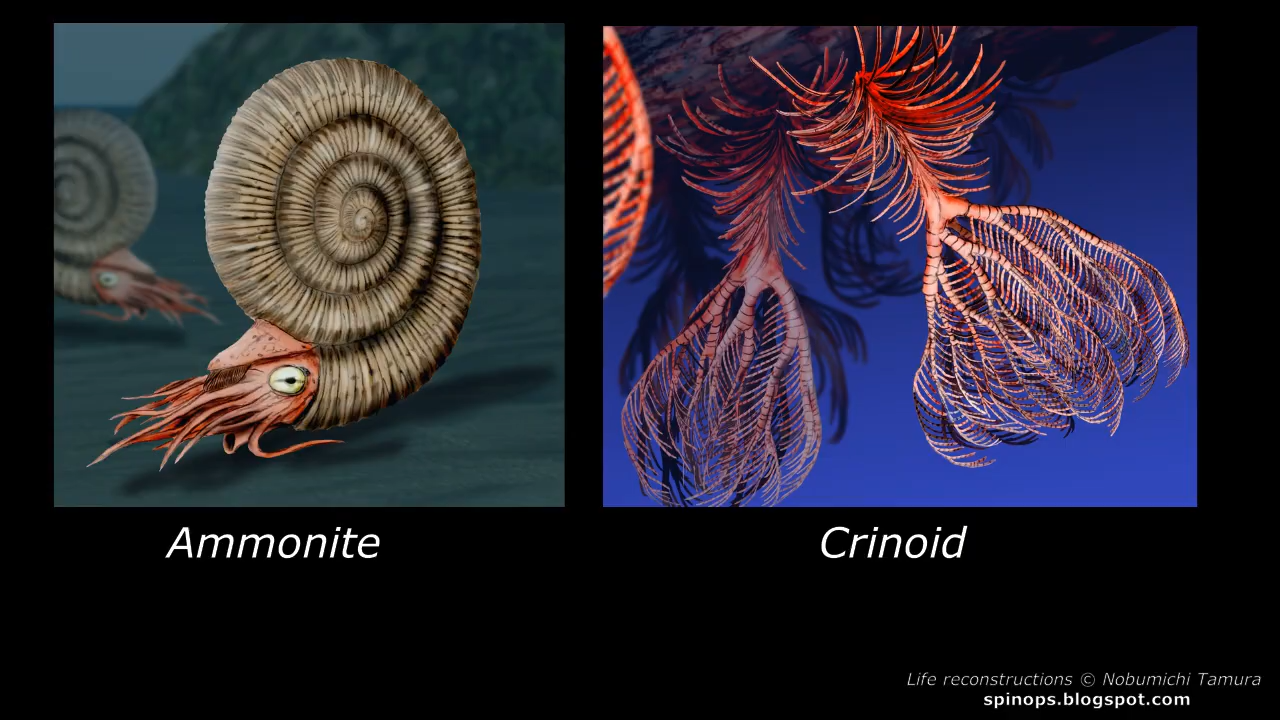 Ammonite
Crinoid
Life reconstructions © Nobumichi Tamura
spinops.blogspot.com